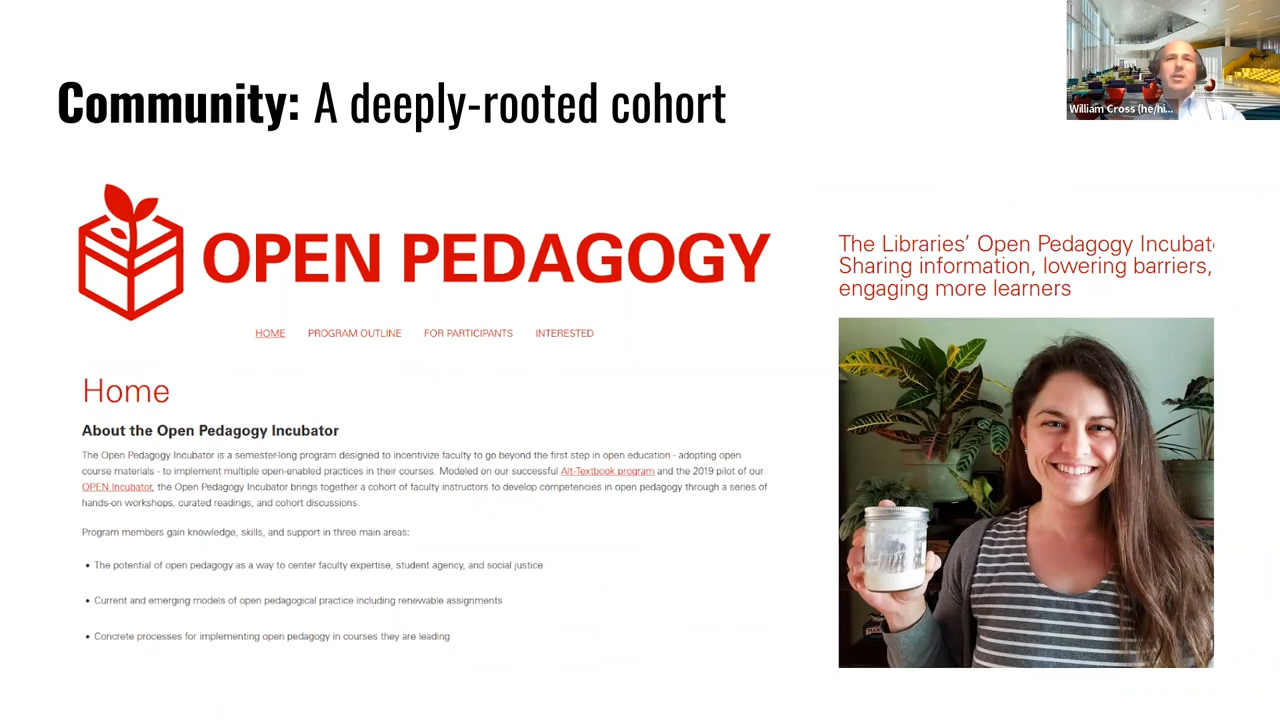 Community: A deeply-rooted cohort
William Cross (he/hi...
OPEN PEDAGOGY
HOME PROGRAM OUTLINE FOR PARTICIPANTS INTERESTED
Home
About the Open Pedagogy Incubator
The Open Pedagogy Incubator is a semester-long program designed to incentivize faculty to go beyond the first step in open education - adopting open
course materials - to implement multiple open-enabled practices in their courses. Modeled on our successful Alt-Textbook program and the 2019 pilot of our
OPEN Incubator, the Open Pedagogy Incubator brings together a cohort of faculty instructors to develop competencies in open pedagogy through a series of
hands-on workshops, curated readings, and cohort discussions.
Program members gain knowledge, skills, and support in three main areas:
• The potential of open pedagogy as a way to center faculty expertise, student agency, and social justice
• Current and emerging models of open pedagogical practice including renewable assignments
• Concrete processes for implementing open pedagogy in courses they are leading
The Libraries' Open Pedagogy Incubat
Sharing information, lowering barriers,
engaging more learners